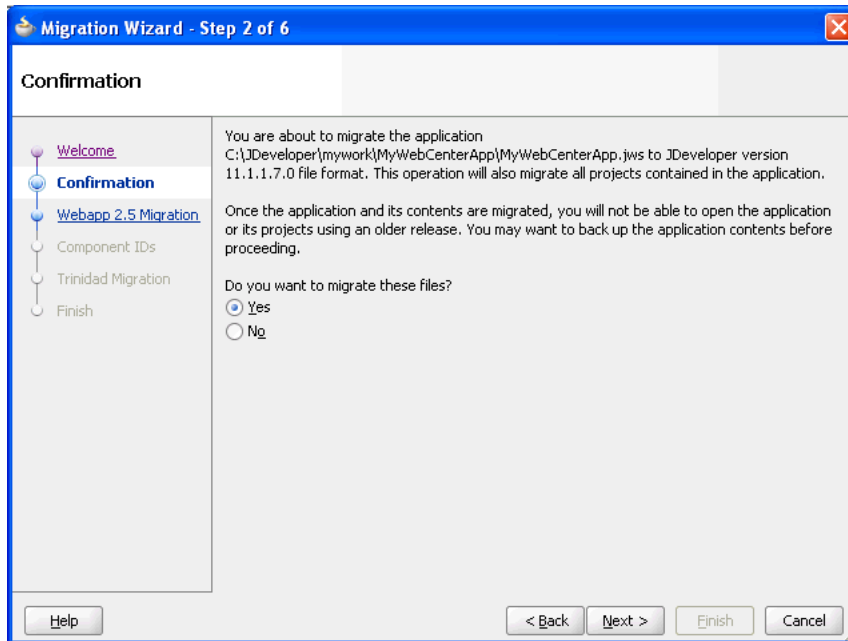 Migration Wizard - Step 2 of 6
Confirmation
Welcome
Confirmation
Webapp 2.5 Migration
Component IDs
Trinidad Migration
Finish
You are about to migrate the application
C:\JDeveloper\mywork\MyWebCenterApp\MyWebCenterApp.jws to JDeveloper version
11.1.1.7.0 file format. This operation will also migrate all projects contained in the application.
Once the application and its contents are migrated, you will not be able to open the application
or its projects using an older release. You may want to back up the application contents before
proceeding.
Do you want to migrate these files?
Yes
No
Help
< Back
Next >
Finish
Cancel